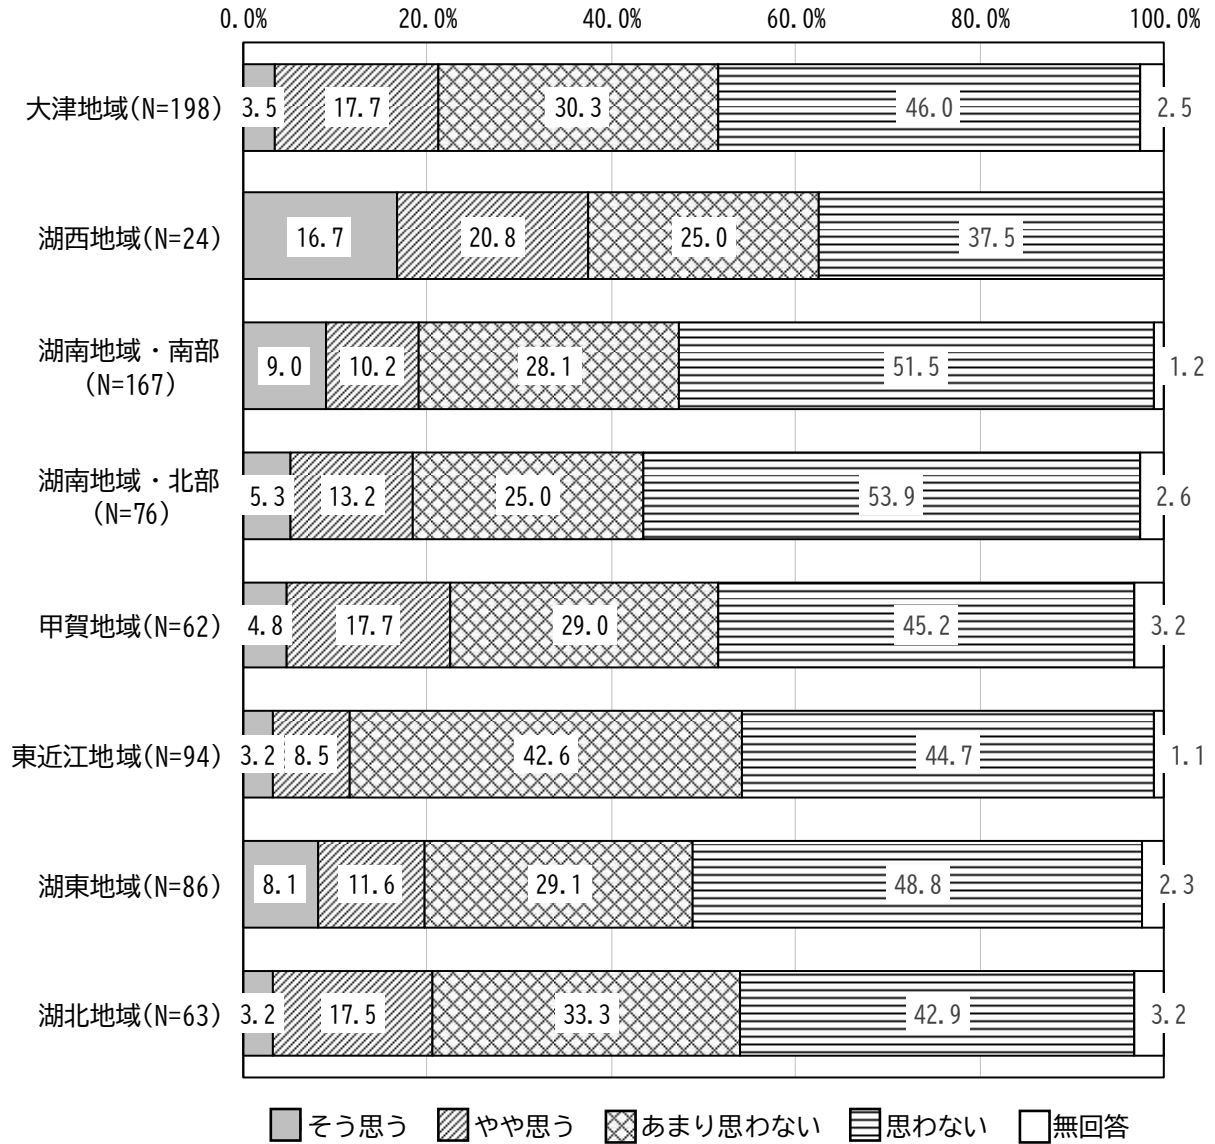 0.0% 20.0% 40.0% 60.0% 80.0% 100.0%
大津地域(N=198) 3.5 17.7 30.3 46.0 2.5
湖西地域(N=24) 16.7 20.8 25.0 37.5
湖南地域・南部
(N=167) 9.0 10.2 28.1 51.5 1.2
湖南地域・北部
(N=76) 5.3 13.2 25.0 53.9 2.6
甲賀地域(N=62) 4.8 17.7 29.0 45.2 3.2
東近江地域(N=94) 3.2 8.5 42.6 44.7 1.1
湖東地域(N=86) 8.1 11.6 29.1 48.8 2.3
湖北地域(N=63) 3.2 17.5 33.3 42.9 3.2
そう思う やや思う あまり思わない 思わない 無回答